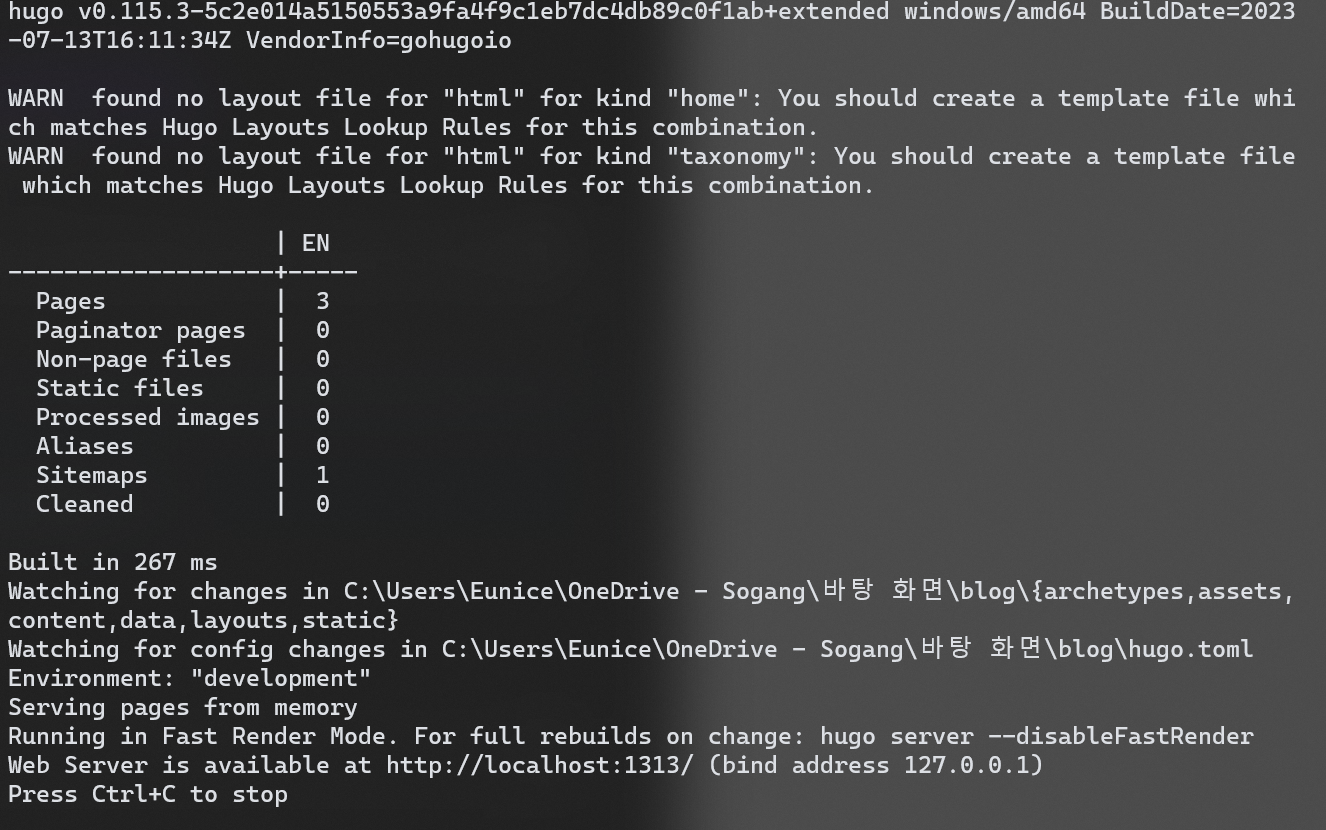 hugo v0.115.3-5c2e014a5150553a9fa4f9c1eb7dc4db89c0f1ab+extended windows/amd64 BuildDate=2023
-07-13T16:11:34Z VendorInfo=gohugoio
WARN  found no layout file for "html" for kind "home": You should create a template file whi
ch matches Hugo Layouts Lookup Rules for this combination.
WARN  found no layout file for "html" for kind "taxonomy": You should create a template file
 which matches Hugo Layouts Lookup Rules for this combination.
                   | EN
-------------------+-----
  Pages            |  3
  Paginator pages  |  0
  Non-page files   |  0
  Static files     |  0
  Processed images |  0
  Aliases          |  0
  Sitemaps         |  1
  Cleaned          |  0
Built in 267 ms
Watching for changes in C:\Users\Eunice\OneDrive - Sogang\바탕 화면\blog\{archetypes,assets,
content,data,layouts,static}
Watching for config changes in C:\Users\Eunice\OneDrive - Sogang\바탕 화면\blog\hugo.toml
Environment: "development"
Serving pages from memory
Running in Fast Render Mode. For full rebuilds on change: hugo server --disableFastRender
Web Server is available at http://localhost:1313/ (bind address 127.0.0.1)
Press Ctrl+C to stop